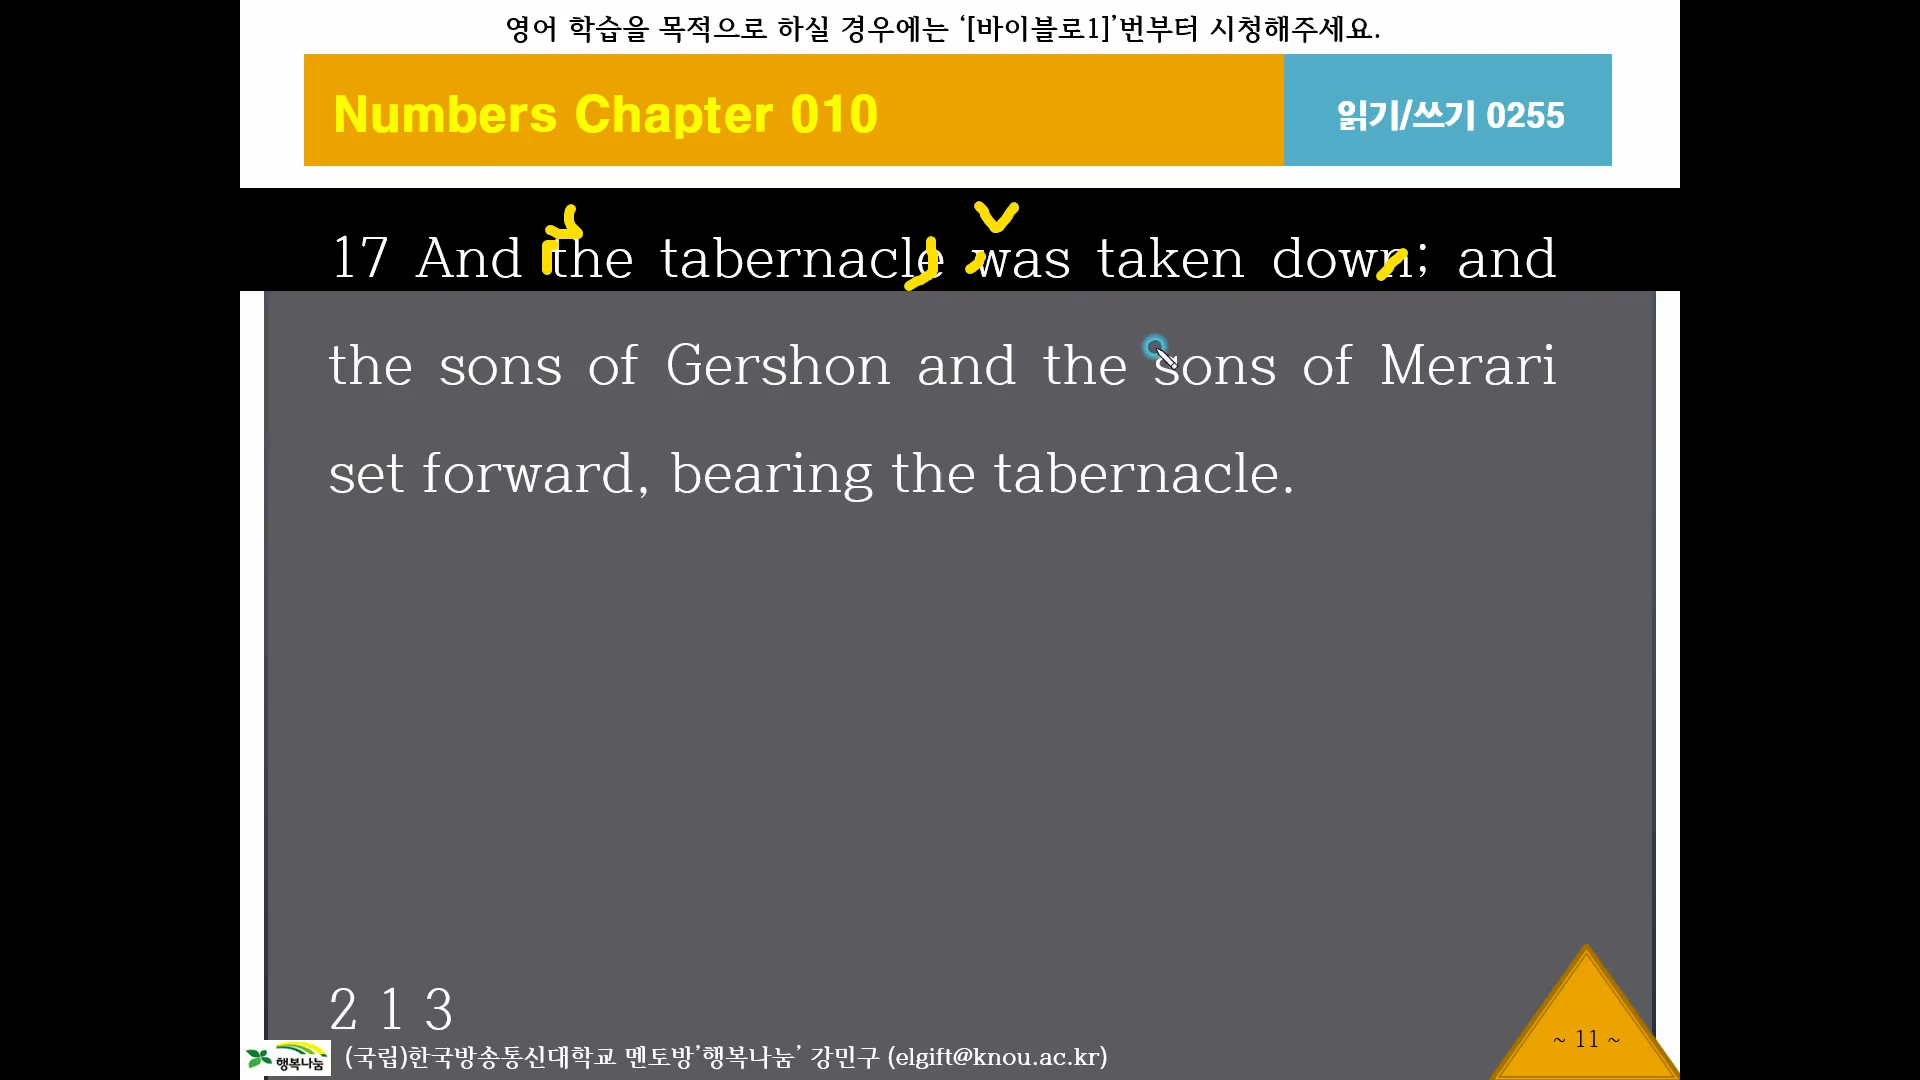 영어 학습을 목적으로 하실 경우에는 ‘[바이블로1]’번부터 시청해주세요.
Numbers Chapter 010
읽기/쓰기 0255
17 And the tabernacle was taken down; and
the sons of Gershon and the sons of Merari
set forward, bearing the tabernacle.
2 1 3
~ 11 ~
행복나눔
(국립)한국방송통신대학교 멘토방’행복나눔’ 강민구 (elgift@knou.ac.kr)